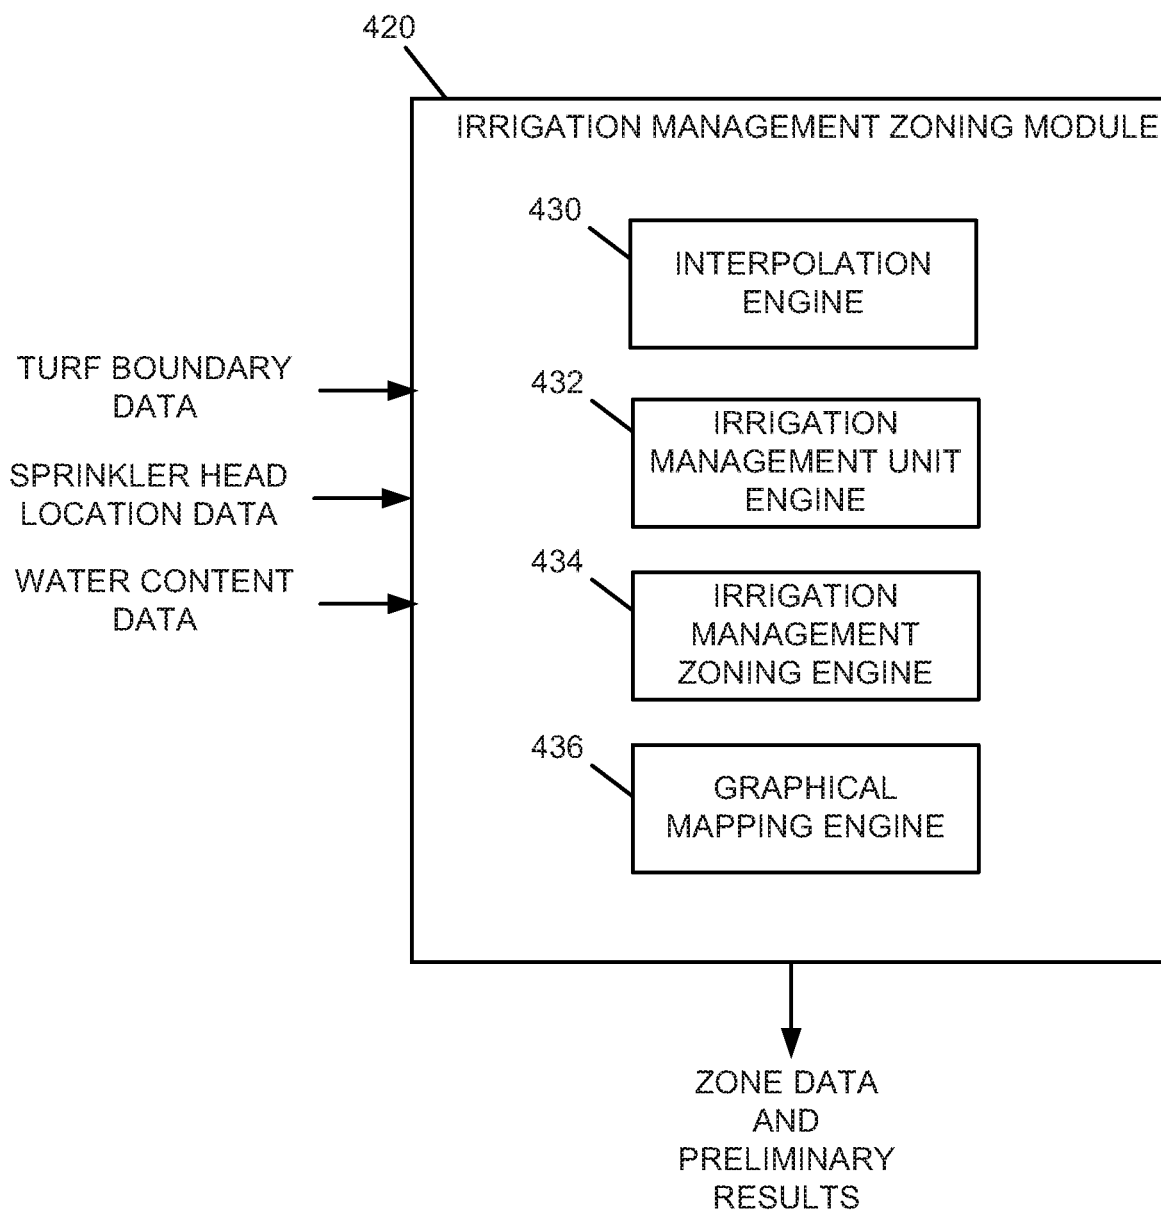 420
IRRIGATION MANAGEMENT ZONING MODULE
430
INTERPOLATION
ENGINE
TURF BOUNDARY
DATA
432
IRRIGATION
MANAGEMENT UNIT
ENGINE
SPRINKLER HEAD
LOCATION DATA
WATER CONTENT
DATA
434
IRRIGATION
MANAGEMENT
ZONING ENGINE
436
GRAPHICAL
MAPPING ENGINE
ZONE DATA
AND
PRELIMINARY
RESULTS